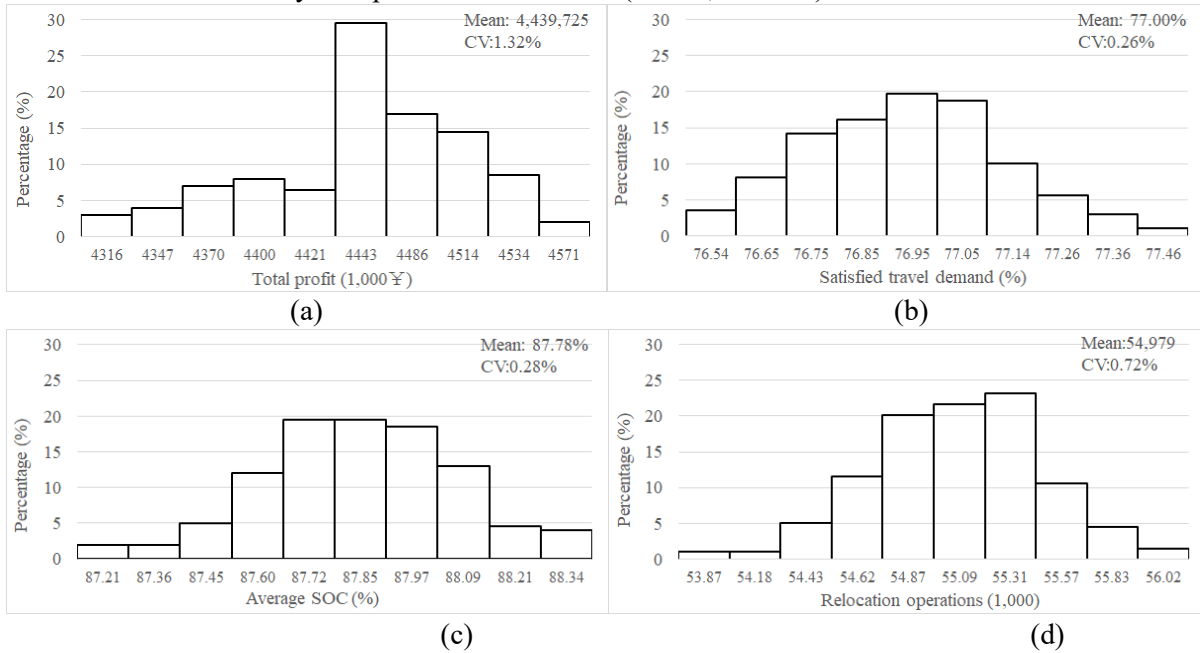 30
25
20
15
10
5
0
Percentage (%)
Mean: 4,439,725
CV:1.32%
4316 4347 4370 4400 4421 4443 4486 4514 4534 4571
Total profit (1,000¥)
(a)
30
25
20
15
10
5
0
Percentage (%)
Mean: 77.00%
CV:0.26%
76.54 76.65 76.75 76.85 76.95 77.05 77.14 77.26 77.36 77.46
Satisfied travel demand (%)
(b)
30
25
20
15
10
5
0
Percentage (%)
Mean: 87.78%
CV:0.28%
87.21 87.36 87.45 87.60 87.72 87.85 87.97 88.09 88.21 88.34
Average SOC (%)
(c)
30
25
20
15
10
5
0
Percentage (%)
Mean:54,979
CV:0.72%
53.87 54.18 54.43 54.62 54.87 55.09 55.31 55.57 55.83 56.02
Relocation operations (1,000)
(d)